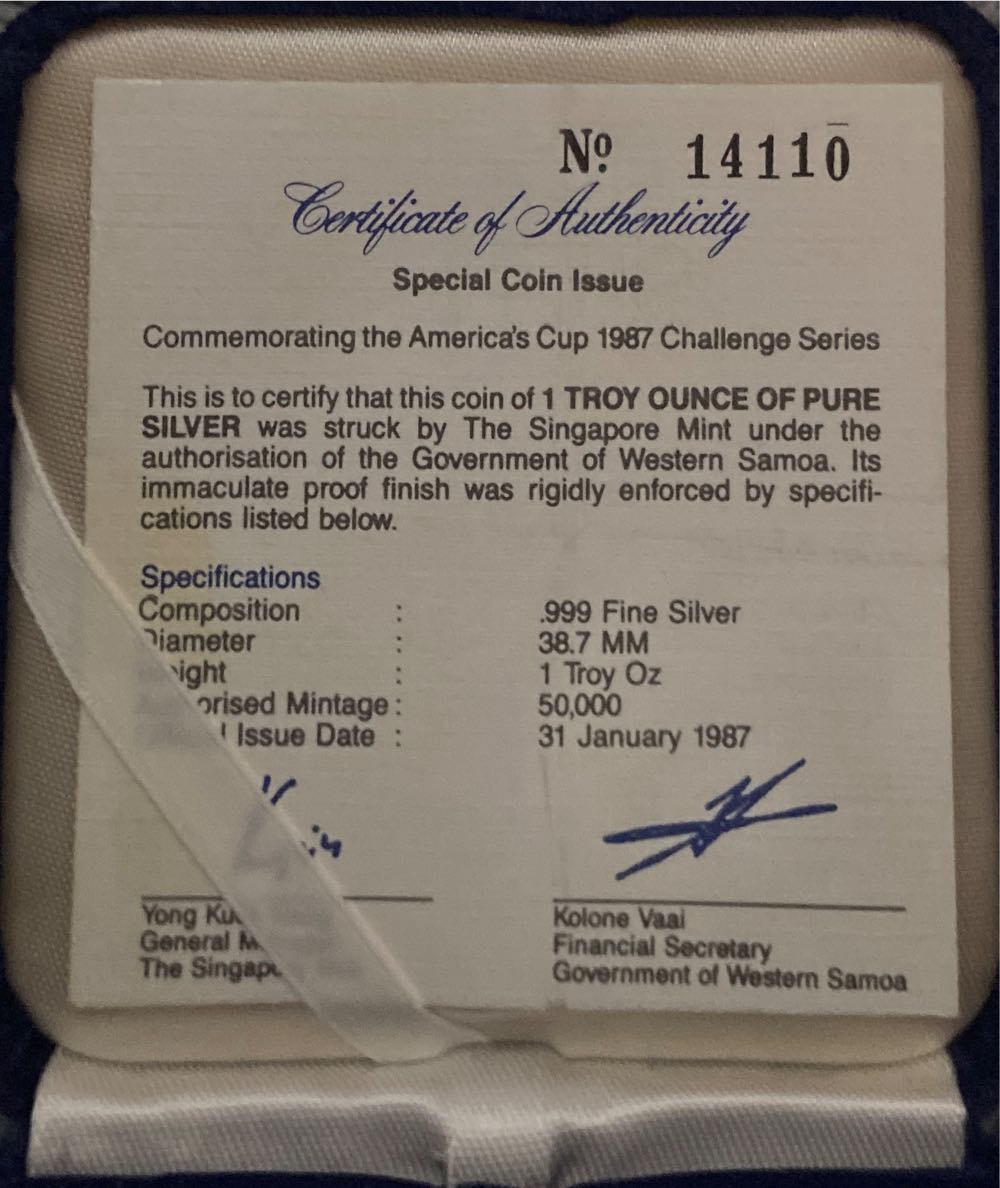 Nº 14110
Certificate of Authenticity
Special Coin Issue
Commemorating the America's Cup 1987 Challenge Series
This is to certify that this coin of 1 TROY OUNCE OF PURE
SILVER was struck by The Singapore Mint under the
authorisation of the Government of Western Samoa. Its
immaculate proof finish was rigidly enforced by specifi-
cations listed below.
Specifications
Composition : .999 Fine Silver
Diameter : 38.7 MM
: 1 Troy Oz
Mintage : 50,000
Issue Date : 31 January 1987
Yong
General
The
Kolone Vaai
Financial Secretary
Government of Western Samoa